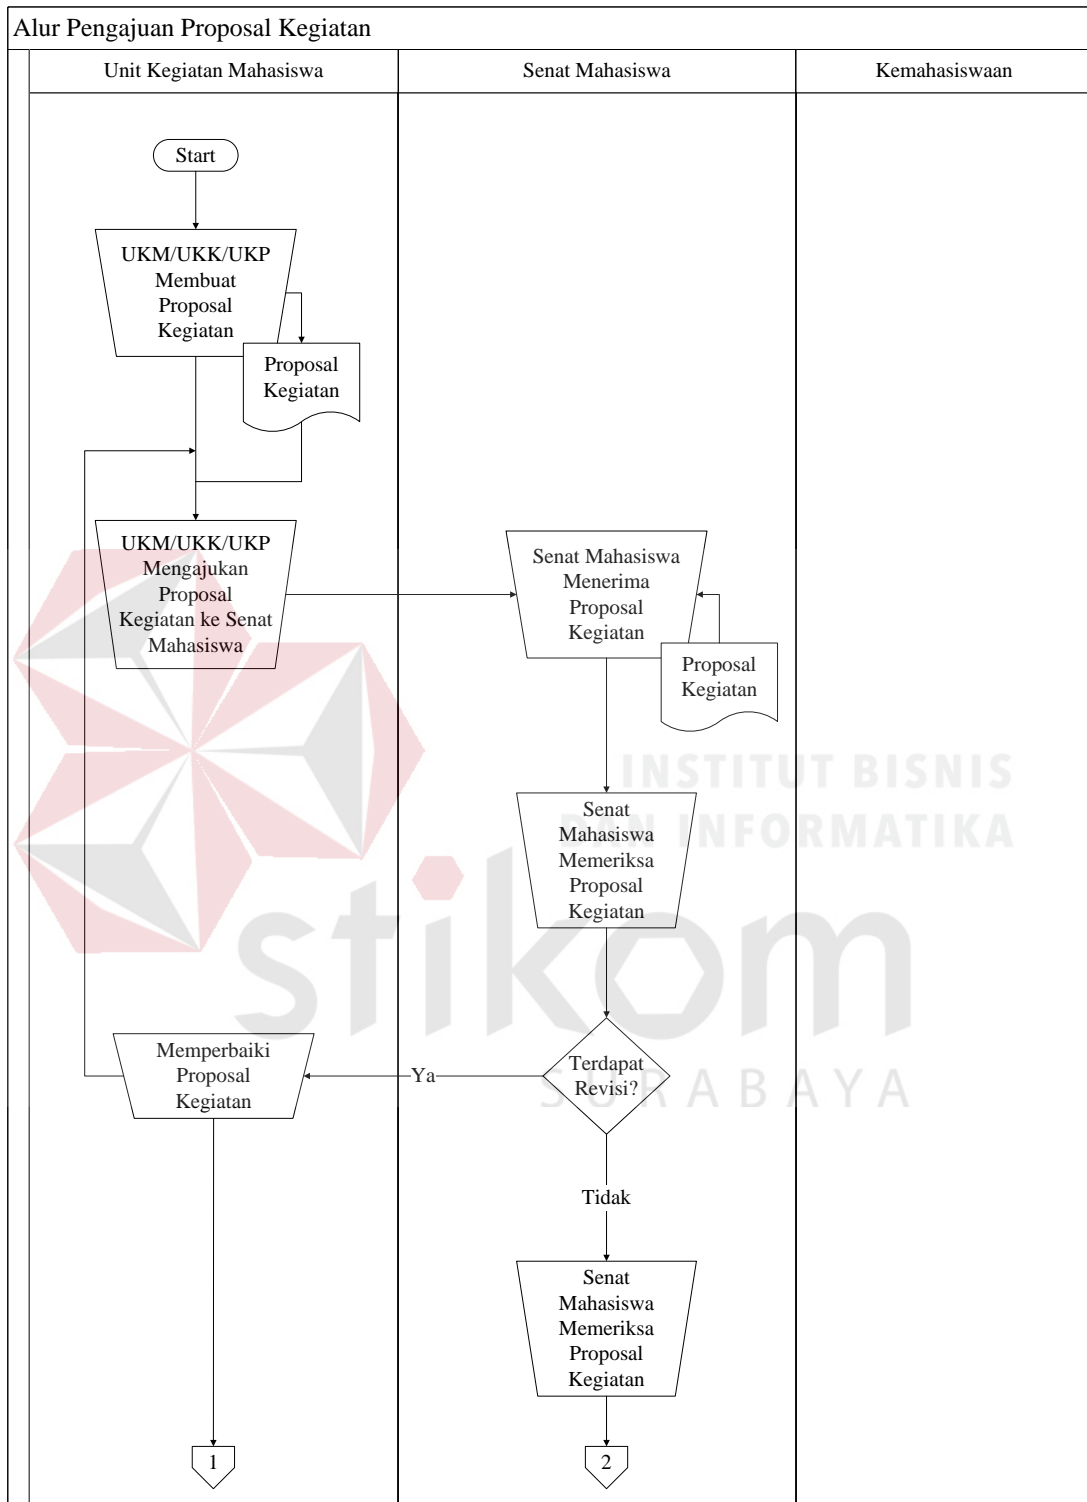 Alur Pengajuan Proposal Kegiatan
Unit Kegiatan Mahasiswa
Senat Mahasiswa
Kemahasiswaan
Start
UKM/UKK/UKP
Membuat
Proposal
Kegiatan
Proposal
Kegiatan
UKM/UKK/UKP
Mengajukan
Proposal
Kegiatan ke Senat
Mahasiswa
Senat Mahasiswa
Menerima
Proposal
Kegiatan
Proposal
Kegiatan
INSTITUT BISNIS
DAN INFORMATIKA
stikom
SURABAYA
Senat
Mahasiswa
Memeriksa
Proposal
Kegiatan
Terdapat
Revisi?
Ya
Memperbaiki
Proposal
Kegiatan
Tidak
Senat
Mahasiswa
Memeriksa
Proposal
Kegiatan
1
2